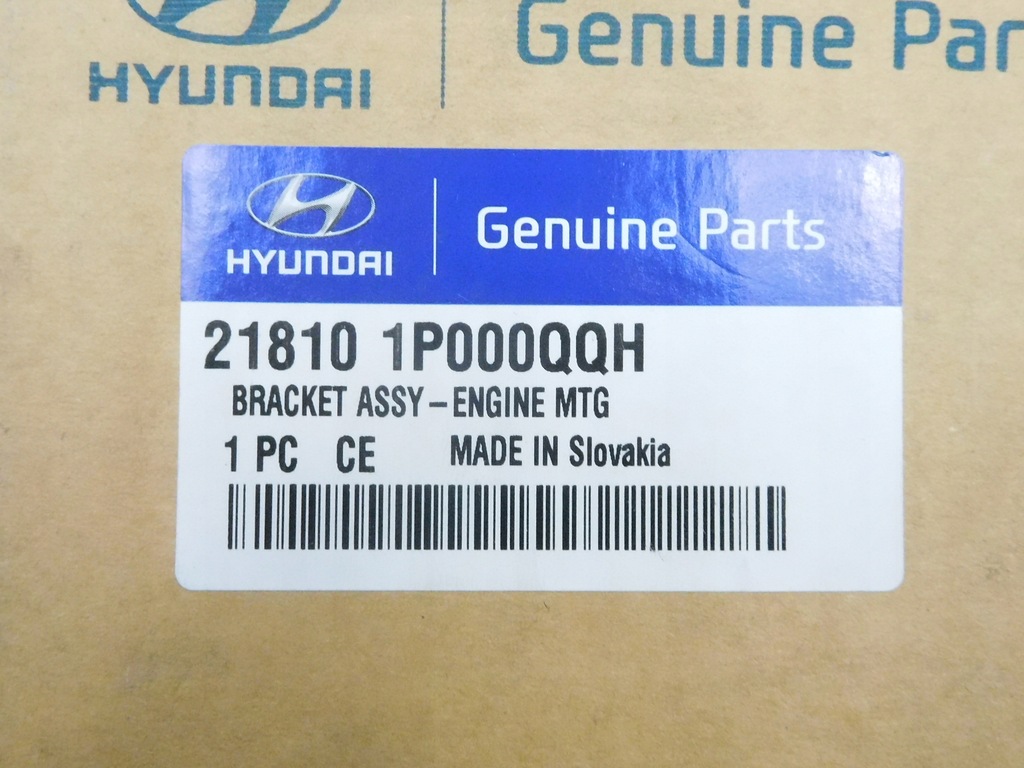 HYUNDAI
Genuine Par
HYUNDAI
Genuine Parts
21810 1P000QQH
BRACKET ASSY-ENGINE MTG
1 PC CE MADE IN Slovakia